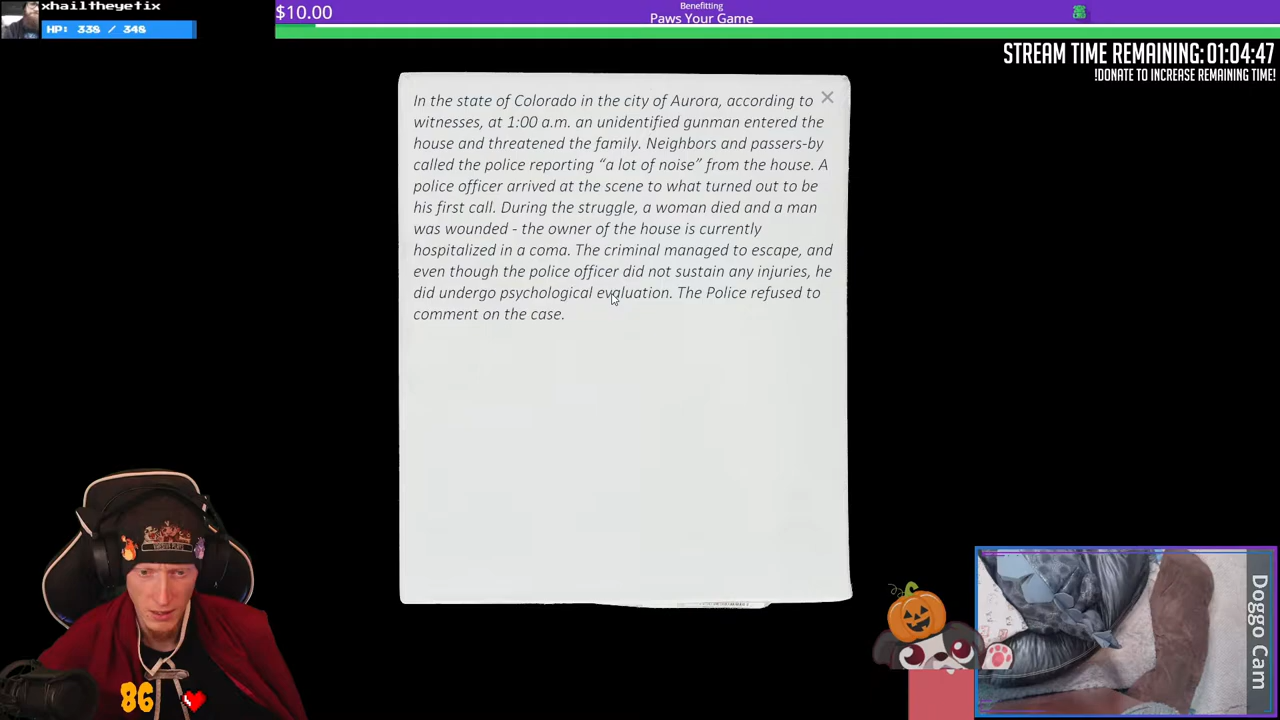 xhailtheyetix
HP: 338 / 348
$10.00
Benefitting
Paws Your Game
STREAM TIME REMAINING: 01:04:47
!DONATE TO INCREASE REMAINING TIME!
In the state of Colorado in the city of Aurora, according to
witnesses, at 1:00 a.m. an unidentified gunman entered the
house and threatened the family. Neighbors and passers-by
called the police reporting “a lot of noise” from the house. A
police officer arrived at the scene to what turned out to be
his first call. During the struggle, a woman died and a man
was wounded - the owner of the house is currently
hospitalized in a coma. The criminal managed to escape, and
even though the police officer did not sustain any injuries, he
did undergo psychological evaluation. The Police refused to
comment on the case.
86
Doggo Cam